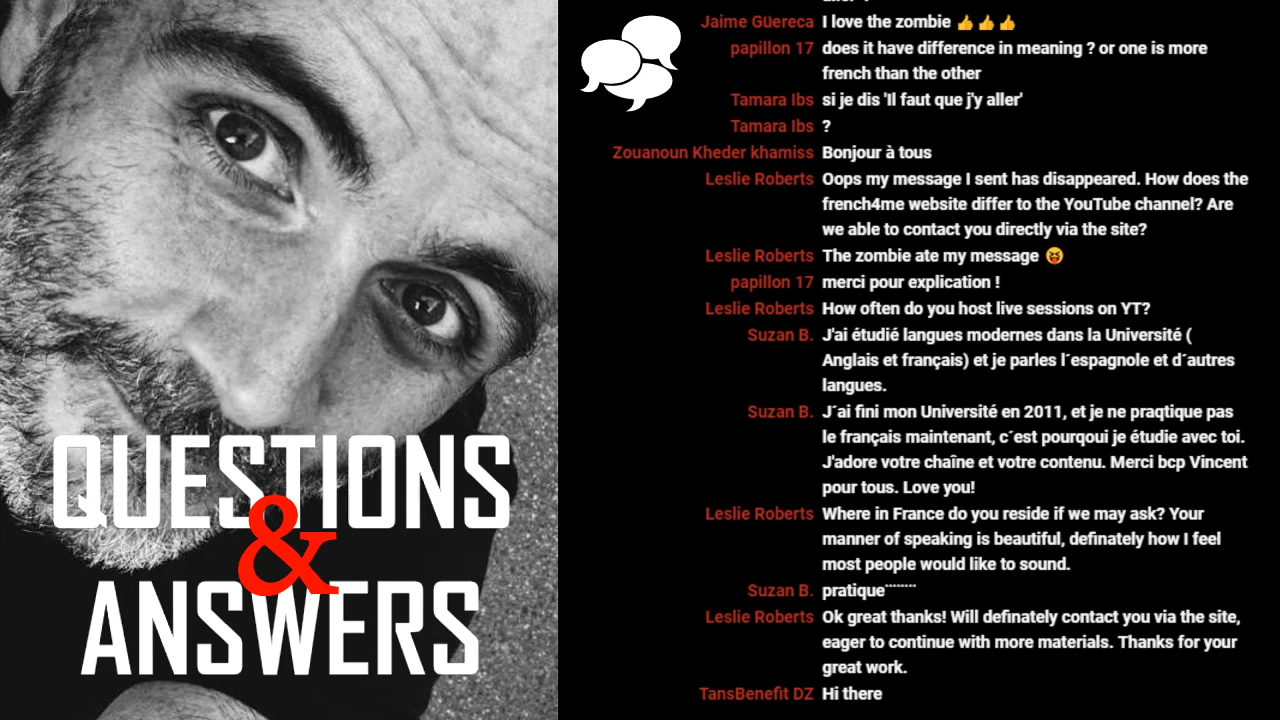 QUESTIONS
&
ANSWERS
Jaime Güereca I love the zombie 👍👍👍
papillon 17 does it have difference in meaning ? or one is more
french than the other
Tamara Ibs si je dis 'Il faut que j'y aller'
Tamara Ibs ?
Zouanoun Kheder khamiss Bonjour à tous
Leslie Roberts Oops my message I sent has disappeared. How does the
french4me website differ to the YouTube channel? Are
we able to contact you directly via the site?
Leslie Roberts The zombie ate my message 😝
papillon 17 merci pour explication !
Leslie Roberts How often do you host live sessions on YT?
Suzan B. J'ai étudié langues modernes dans la Université (
Anglais et français) et je parles l´espagnole et d´autres
langues.
Suzan B. J´ai fini mon Université en 2011, et je ne praqtique pas
le français maintenant, c´est pourqoui je étudie avec toi.
J'adore votre chaîne et votre contenu. Merci bcp Vincent
pour tous. Love you!
Leslie Roberts Where in France do you reside if we may ask? Your
manner of speaking is beautiful, definately how I feel
most people would like to sound.
Suzan B. pratique¨¨¨¨
Leslie Roberts Ok great thanks! Will definately contact you via the site,
eager to continue with more materials. Thanks for your
great work.
TansBenefit DZ Hi there